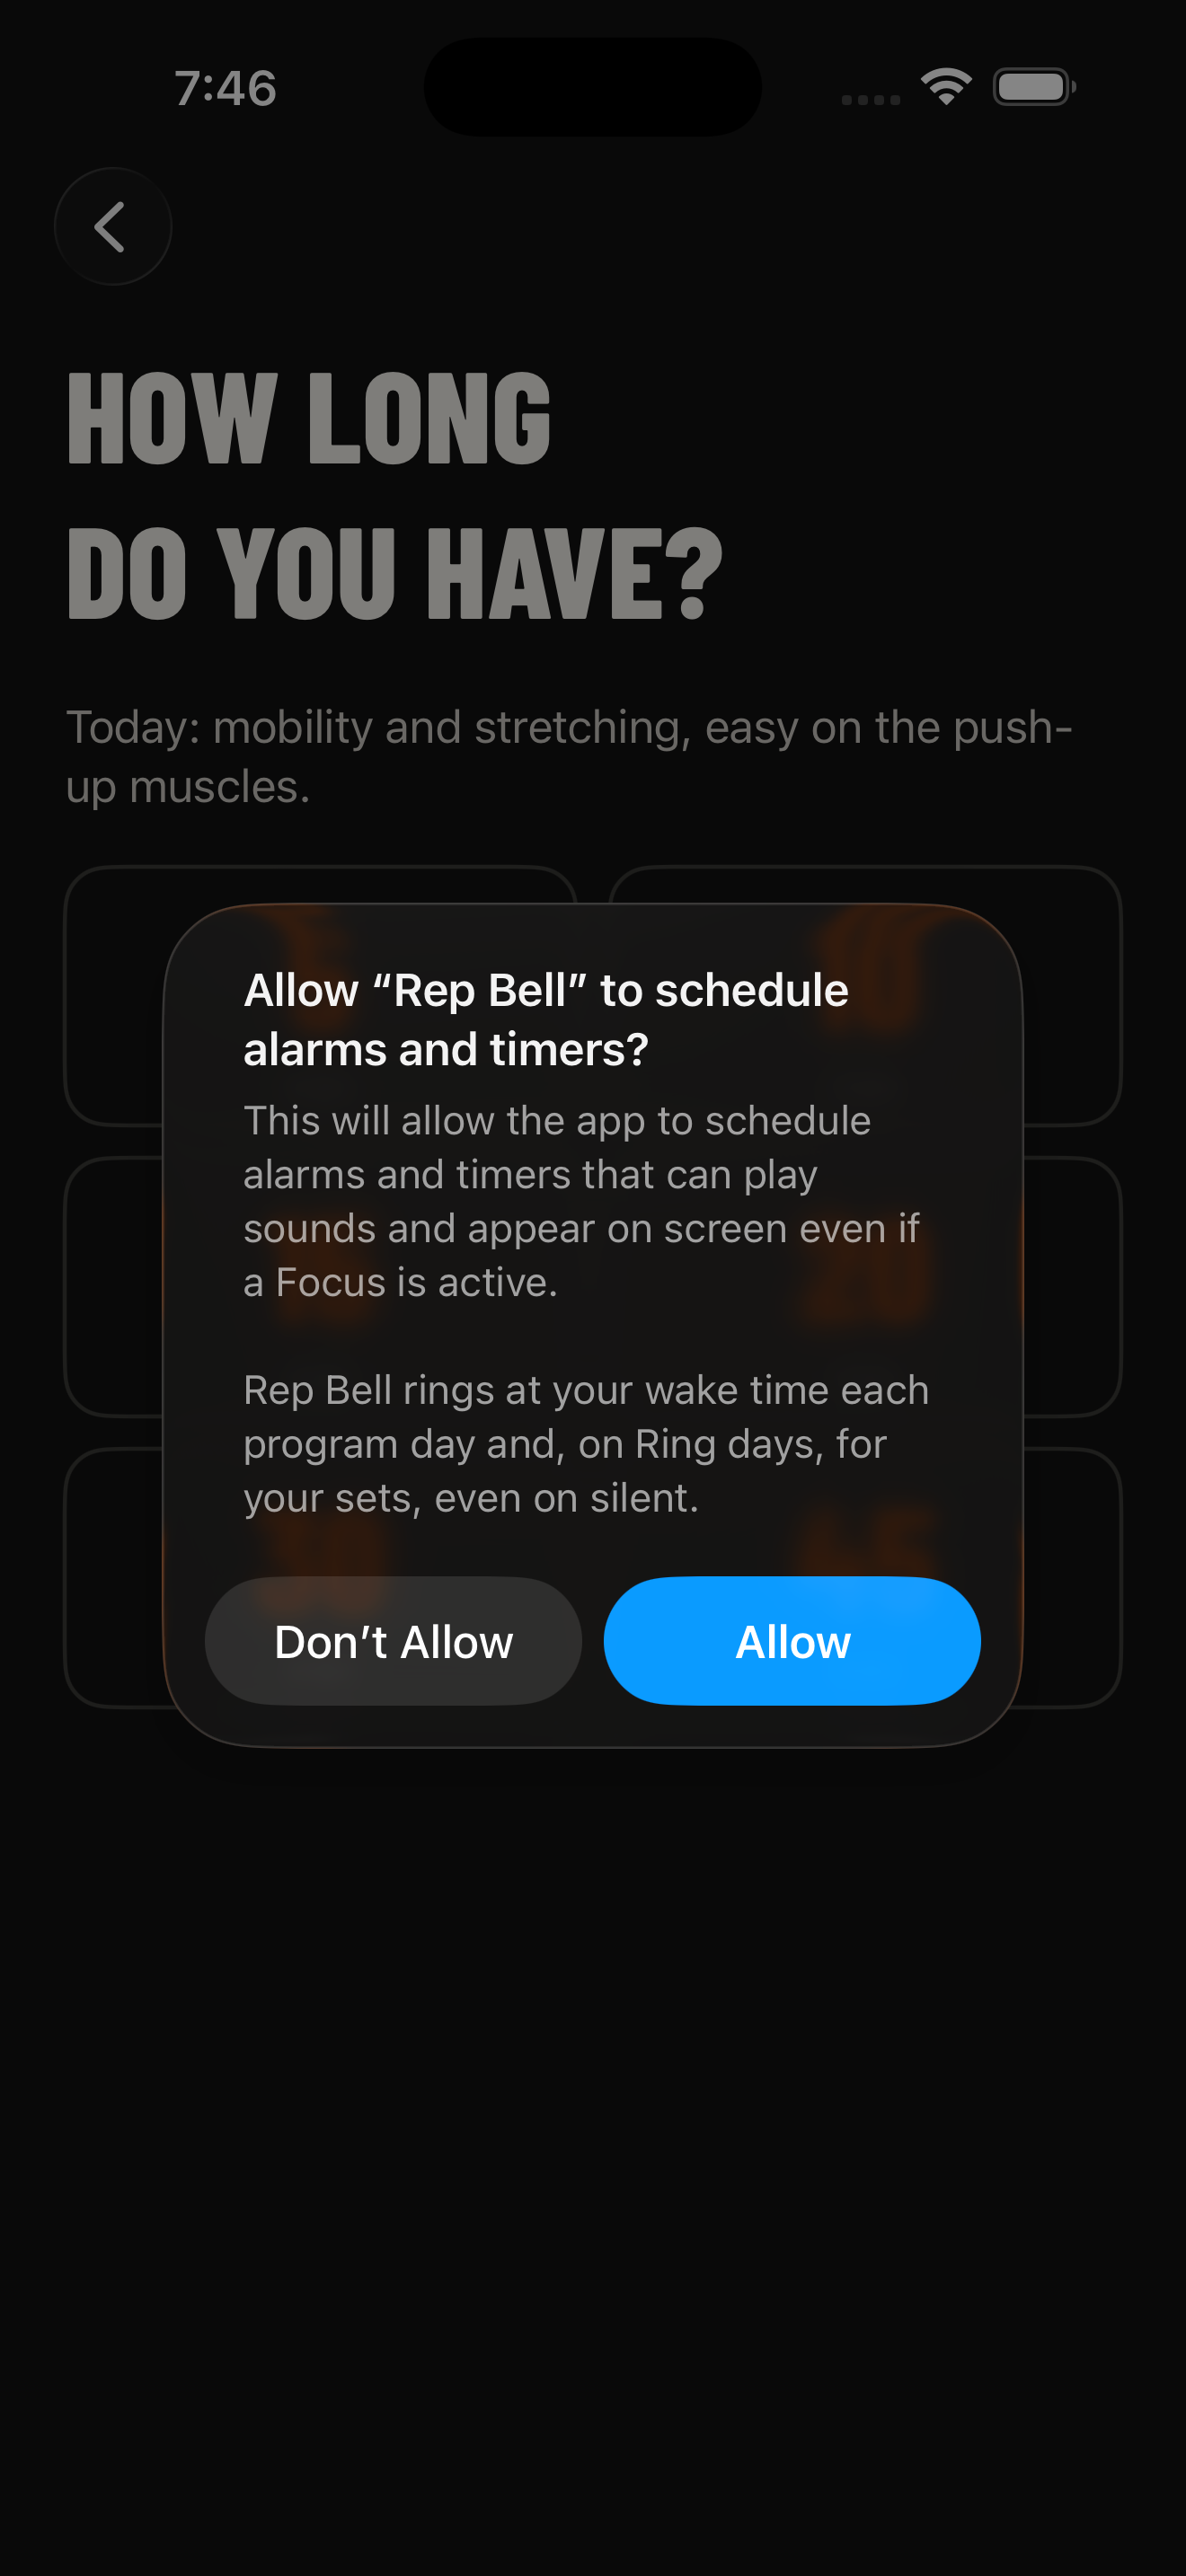 7:46
HOW LONG
DO YOU HAVE?
Today: mobility and stretching, easy on the push-
up muscles.
Allow “Rep Bell” to schedule
alarms and timers?
This will allow the app to schedule
alarms and timers that can play
sounds and appear on screen even if
a Focus is active.
Rep Bell rings at your wake time each
program day and, on Ring days, for
your sets, even on silent.
Don’t Allow
Allow